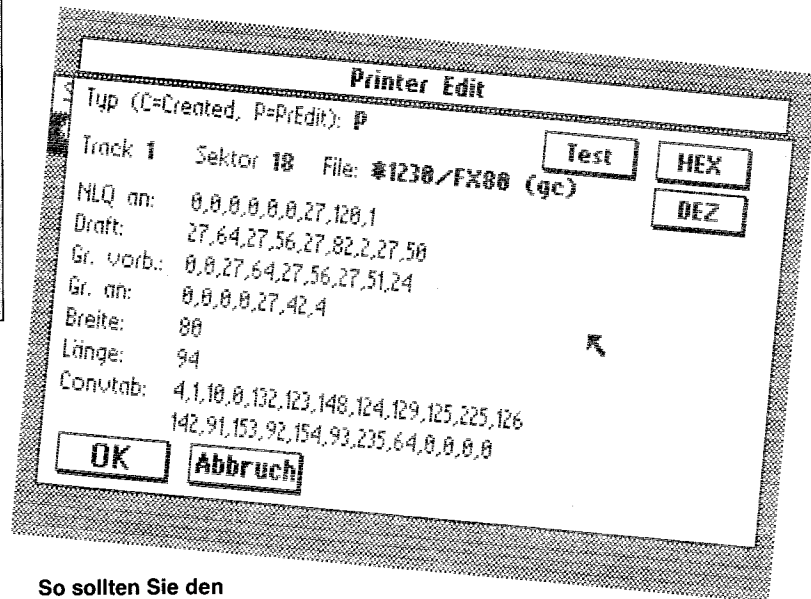 Printer Edit
Typ (C=Created, P=PrEdit): P
Track 1 Sektor 18 File: *1230/FX80 (gc)
Test
HEX
DEZ
NLQ an: 0,0,0,0,0,0,27,120,1
Draft: 27,64,27,56,27,82,2,27,50
Gr. vorb.: 0,0,27,64,27,56,27,51,24
Gr. an: 0,0,0,0,27,42,4
Breite: 80
Länge: 94
Convtab: 4,1,10,0,132,123,148,124,129,125,225,126
142,91,153,92,154,93,235,64,0,0,0,0
OK
Abbruch
So sollten Sie den